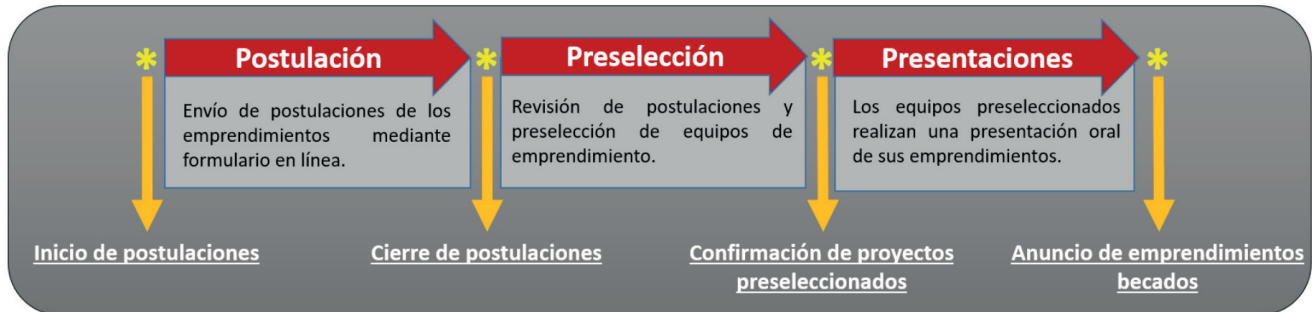 * Postulación * Preselección * Presentaciones *
Envío de postulaciones de los
emprendimientos mediante
formulario en línea.
Revisión de postulaciones y
preselección de equipos de
emprendimiento.
Los equipos preseleccionados
realizan una presentación oral
de sus emprendimientos.
Inicio de postulaciones
Cierre de postulaciones
Confirmación de proyectos
preseleccionados
Anuncio de emprendimientos
becados